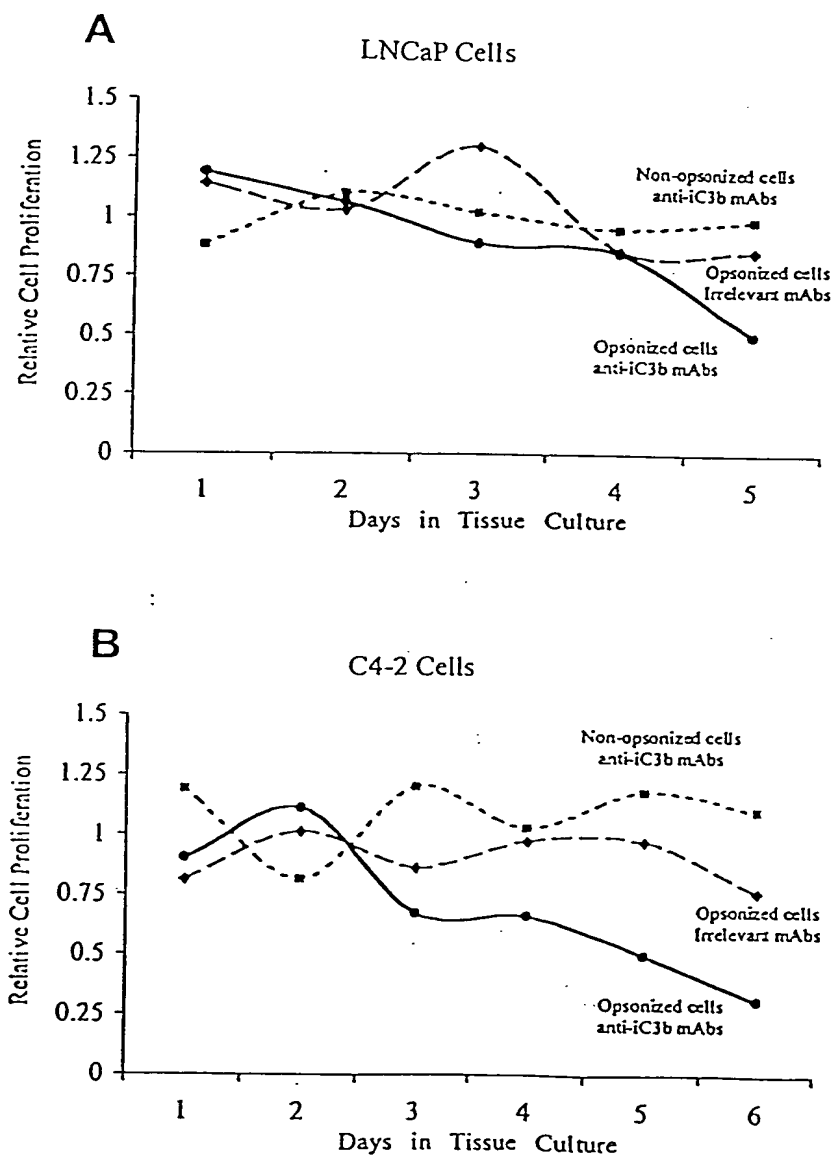 A
LNCaP Cells
1.5
1.25
1
0.75
0.5
0.25
0
Relative Cell Proliferation
Non-opsonized cells
anti-iC3b mAbs
Opsonized cells
Irrelevant mAbs
Opsonized cells
anti-iC3b mAbs
1 2 3 4 5
Days in Tissue Culture
B
C4-2 Cells
1.5
1.25
1
0.75
0.5
0.25
0
Relative Cell Proliferation
Non-opsonized cells
anti-iC3b mAbs
Opsonized cells
Irrelevant mAbs
Opsonized cells
anti-iC3b mAbs
1 2 3 4 5 6
Days in Tissue Culture